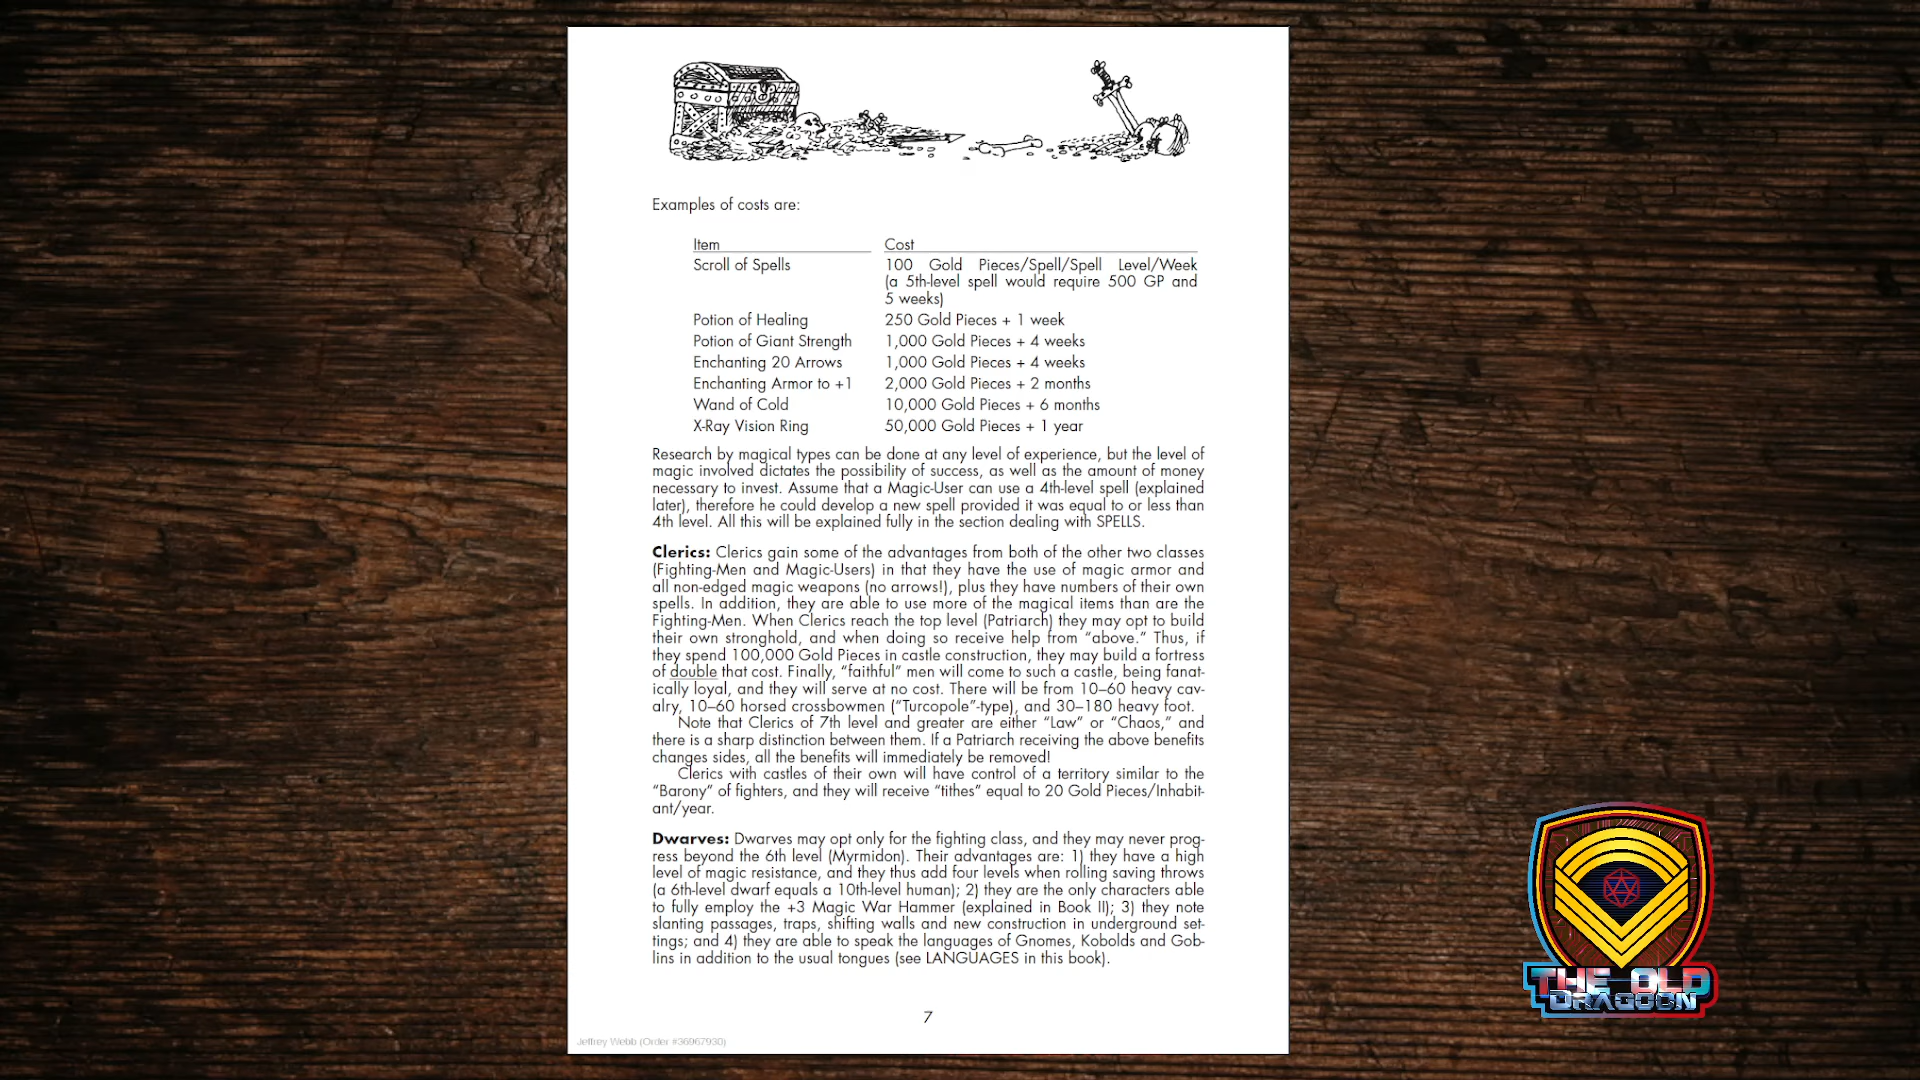 Examples of costs are:
Item Cost
Scroll of Spells 100 Gold Pieces/Spell/Spell Level/Week
(a 5th-level spell would require 500 GP and
5 weeks)
Potion of Healing 250 Gold Pieces + 1 week
Potion of Giant Strength 1,000 Gold Pieces + 4 weeks
Enchanting 20 Arrows 1,000 Gold Pieces + 4 weeks
Enchanting Armor to +1 2,000 Gold Pieces + 2 months
Wand of Cold 10,000 Gold Pieces + 6 months
X-Ray Vision Ring 50,000 Gold Pieces + 1 year
Research by magical types can be done at any level of experience, but the level of
magic involved dictates the possibility of success, as well as the amount of money
necessary to invest. Assume that a Magic-User can use a 4th-level spell (explained
later), therefore he could develop a new spell provided it was equal to or less than
4th level. All this will be explained fully in the section dealing with SPELLS.
Clerics: Clerics gain some of the advantages from both of the other two classes
(Fighting-Men and Magic-Users) in that they have the use of magic armor and
all non-edged magic weapons (no arrows!), plus they have numbers of their own
spells. In addition, they are able to use more of the magical items than are the
Fighting-Men. When Clerics reach the top level (Patriarch) they may opt to build
their own stronghold, and when doing so receive help from “above.” Thus, if
they spend 100,000 Gold Pieces in castle construction, they may build a fortress
of double that cost. Finally, “faithful” men will come to such a castle, being fanat-
ically loyal, and they will serve at no cost. There will be from 10–60 heavy cav-
alry, 10–60 horsed crossbowmen (“Turcopole”-type), and 30–180 heavy foot.
Note that Clerics of 7th level and greater are either “Law” or “Chaos,” and
there is a sharp distinction between them. If a Patriarch receiving the above benefits
changes sides, all the benefits will immediately be removed!
Clerics with castles of their own will have control of a territory similar to the
“Barony” of fighters, and they will receive “tithes” equal to 20 Gold Pieces/Inhabit-
ant/year.
Dwarves: Dwarves may opt only for the fighting class, and they may never prog-
ress beyond the 6th level (Myrmidon). Their advantages are: 1) they have a high
level of magic resistance, and they thus add four levels when rolling saving throws
(a 6th-level dwarf equals a 10th-level human); 2) they are the only characters able
to fully employ the +3 Magic War Hammer (explained in Book II); 3) they note
slanting passages, traps, shifting walls and new construction in underground set-
tings; and 4) they are able to speak the languages of Gnomes, Kobolds and Gob-
lins in addition to the usual tongues (see LANGUAGES in this book).
7
Jeffrey Webb (Order #36967930)
THE OLD
DRAGOON